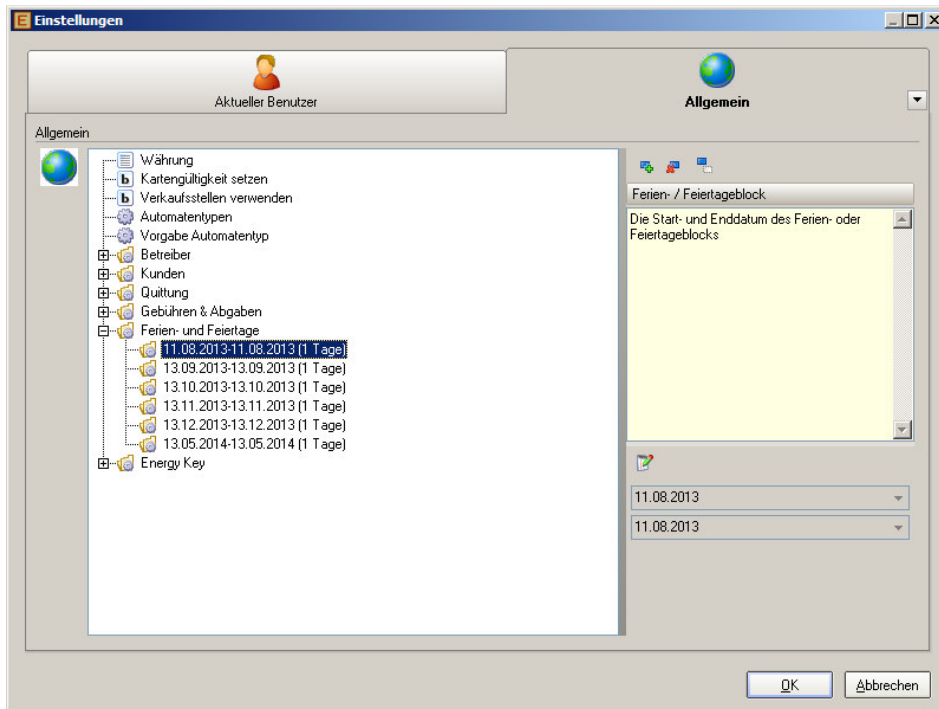 Einstellungen
Aktueller Benutzer
Allgemein
Allgemein
Währung
Kartengültigkeit setzen
Verkaufsstellen verwenden
Automatentypen
Vorgabe Automatentyp
Betreiber
Kunden
Quittung
Gebühren & Abgaben
Ferien- und Feiertage
11.08.2013-11.08.2013 (1 Tage)
13.09.2013-13.09.2013 (1 Tage)
13.10.2013-13.10.2013 (1 Tage)
13.11.2013-13.11.2013 (1 Tage)
13.12.2013-13.12.2013 (1 Tage)
13.05.2014-13.05.2014 (1 Tage)
Energy Key
Ferien- / Feiertageblock
Die Start- und Enddatum des Ferien- oder
Feiertageblocks
11.08.2013
11.08.2013
OK
Abbrechen